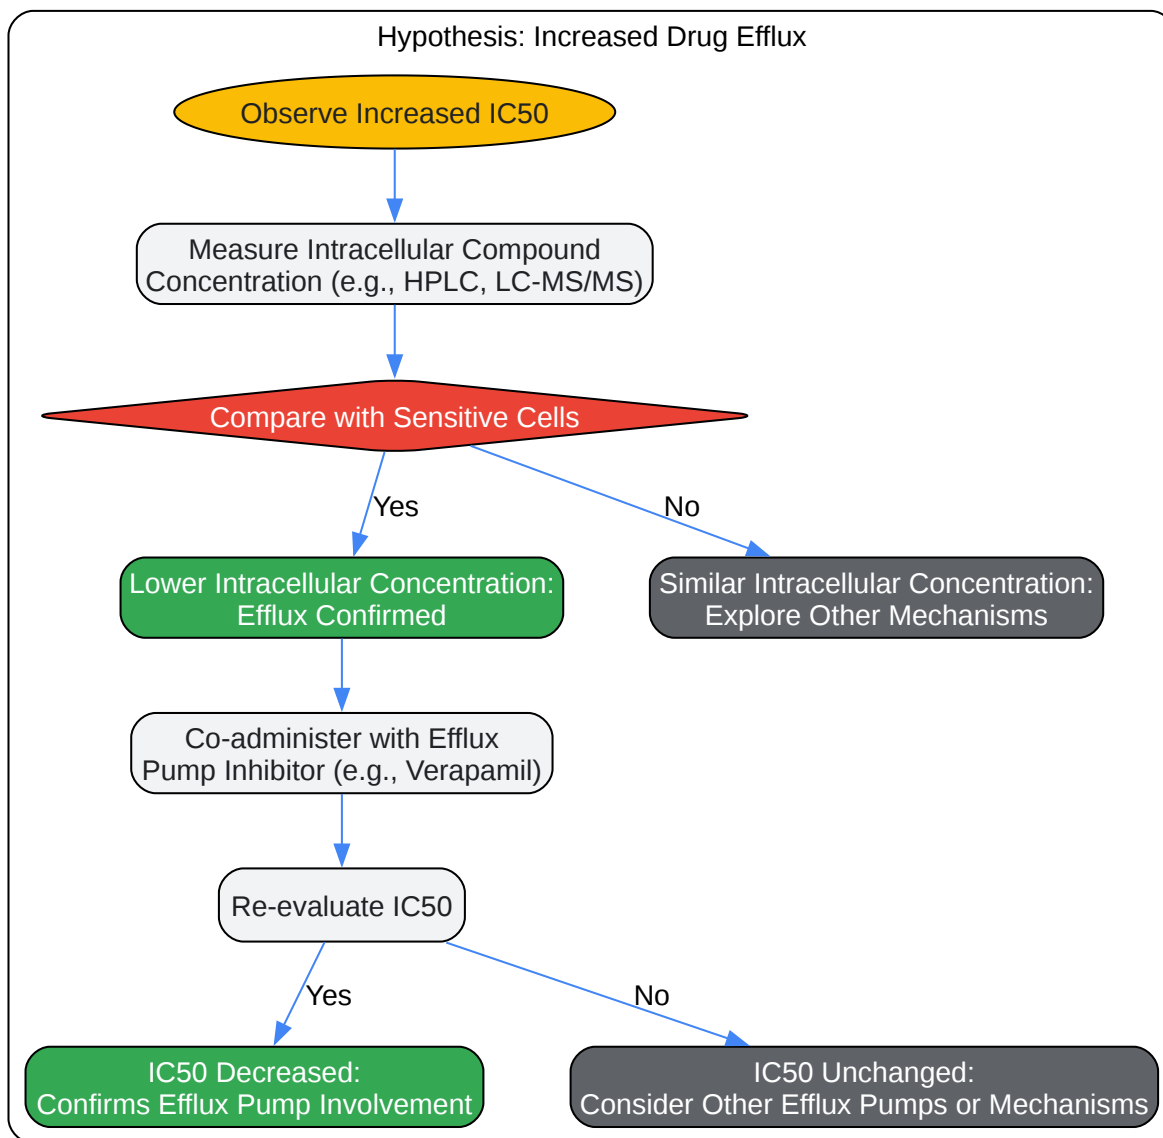 Hypothesis: Increased Drug Efflux
Observe Increased IC50
Measure Intracellular Compound
Concentration (e.g., HPLC, LC-MS/MS)
Compare with Sensitive Cells
Yes
No
Lower Intracellular Concentration:
Efflux Confirmed
Similar Intracellular Concentration:
Explore Other Mechanisms
Co-administer with Efflux
Pump Inhibitor (e.g., Verapamil)
Re-evaluate IC50
Yes
No
IC50 Decreased:
Confirms Efflux Pump Involvement
IC50 Unchanged:
Consider Other Efflux Pumps or Mechanisms